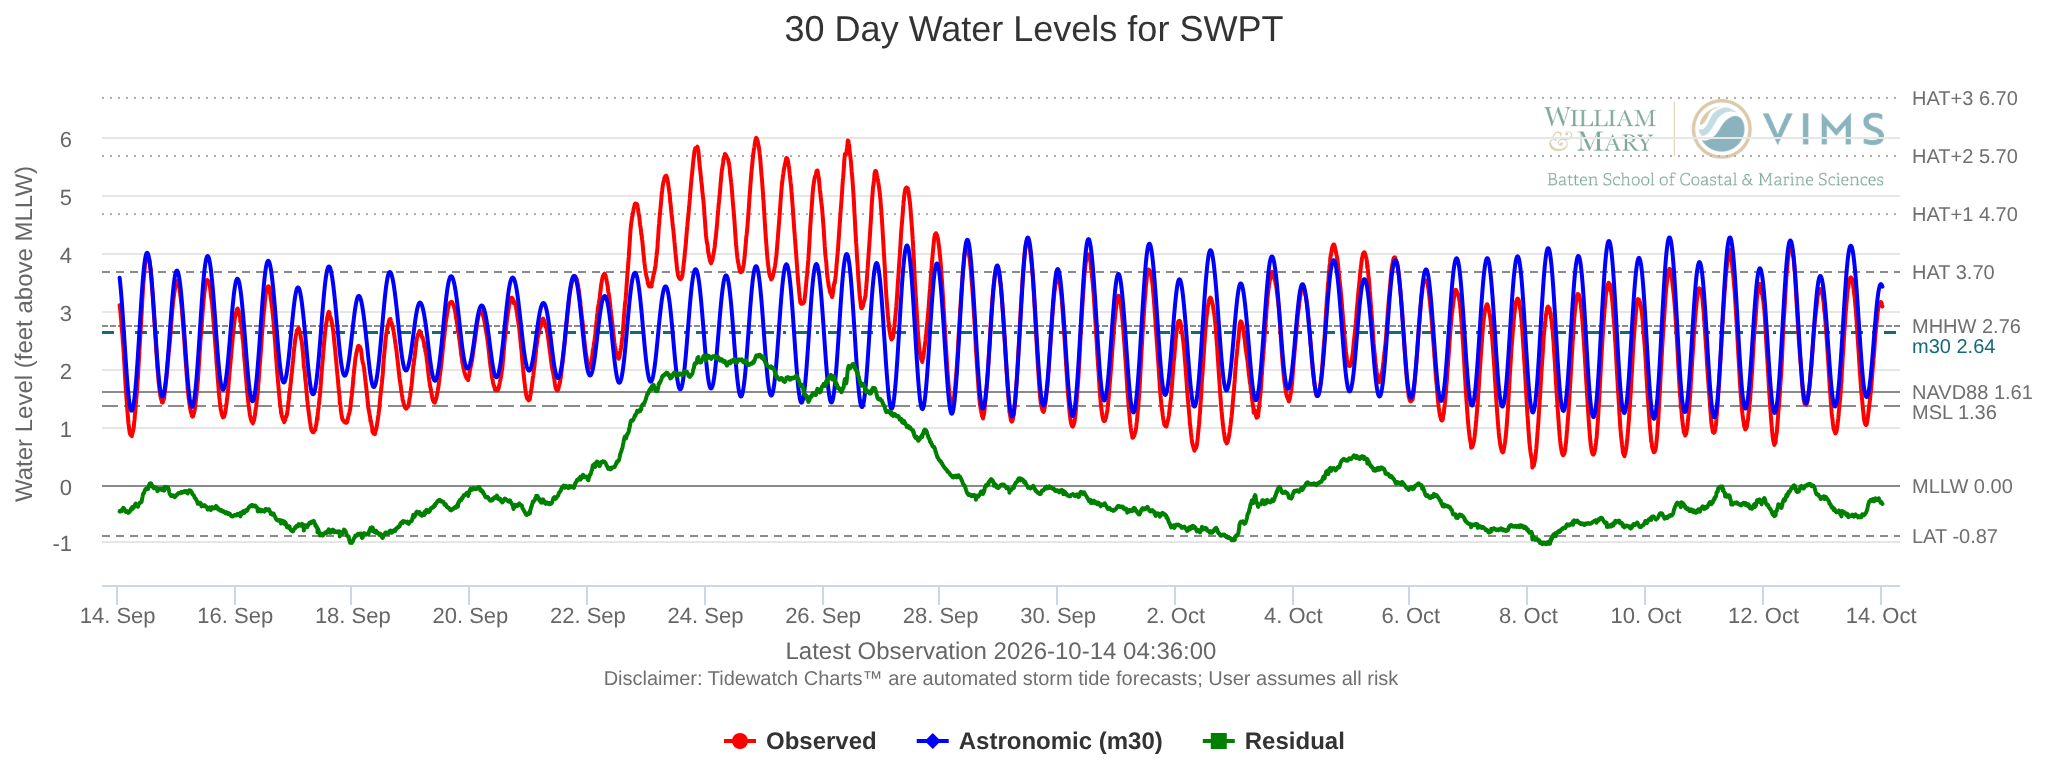 30 Day Water Levels for SWPT
HAT+3 6.70
WILLIAM & MARY
VIMS
Batten School of Coastal & Marine Sciences
HAT+2 5.70
HAT+1 4.70
HAT 3.70
MHHW 2.76
m30 2.64
NAVD88 1.61
MSL 1.36
MLLW 0.00
LAT -0.87
Water Level (feet above MLLW)
6
5
4
3
2
1
0
-1
14. Sep 16. Sep 18. Sep 20. Sep 22. Sep 24. Sep 26. Sep 28. Sep 30. Sep 2. Oct 4. Oct 6. Oct 8. Oct 10. Oct 12. Oct 14. Oct
Latest Observation 2026-10-14 04:36:00
Disclaimer: Tidewatch Charts™ are automated storm tide forecasts; User assumes all risk
Observed Astronomic (m30) Residual